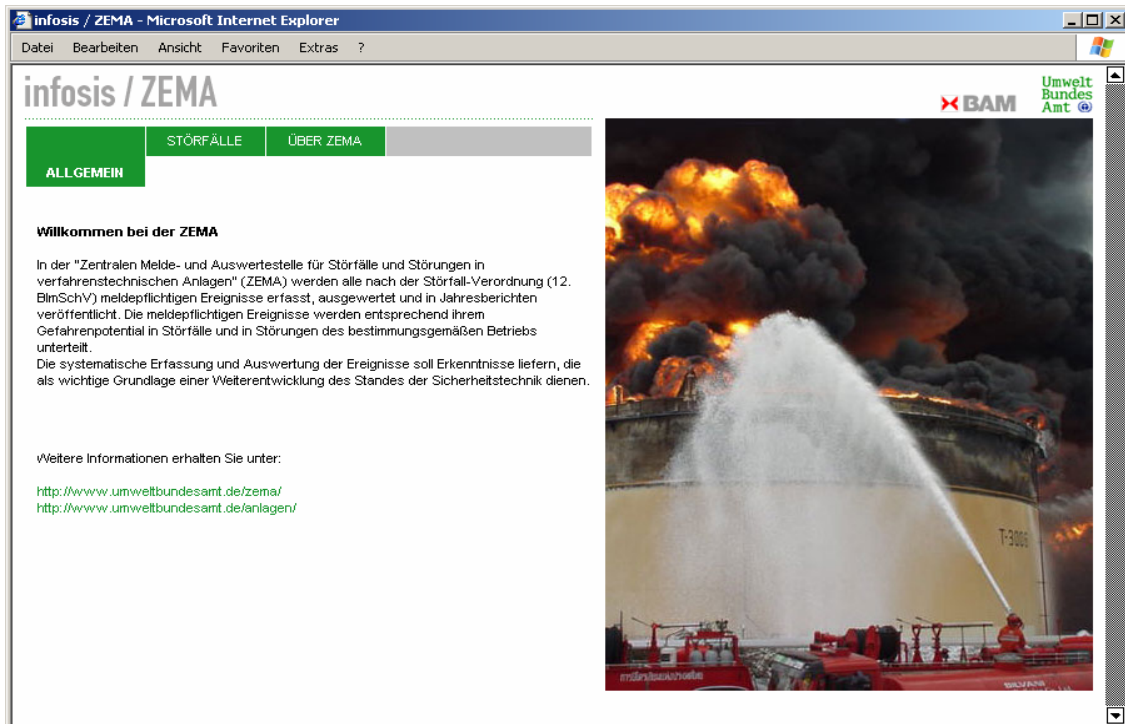 infosis / ZEMA - Microsoft Internet Explorer
Datei Bearbeiten Ansicht Favoriten Extras ?
infosis / ZEMA
BAM
Umwelt
Bundes
Amt
STÖRFÄLLE ÜBER ZEMA
ALLGEMEIN
Willkommen bei der ZEMA
In der "Zentralen Melde- und Auswertestelle für Störfälle und Störungen in
verfahrenstechnischen Anlagen" (ZEMA) werden alle nach der Störfall-Verordnung (12.
BImSchV) meldepflichtigen Ereignisse erfasst, ausgewertet und in Jahresberichten
veröffentlicht. Die meldepflichtigen Ereignisse werden entsprechend ihrem
Gefahrenpotential in Störfälle und in Störungen des bestimmungsgemäßen Betriebs
unterteilt.
Die systematische Erfassung und Auswertung der Ereignisse soll Erkenntnisse liefern, die
als wichtige Grundlage einer Weiterentwicklung des Standes der Sicherheitstechnik dienen.
Weitere Informationen erhalten Sie unter:
http://www.umweltbundesamt.de/zema/
http://www.umweltbundesamt.de/anlagen/
T-3006
SILVANI